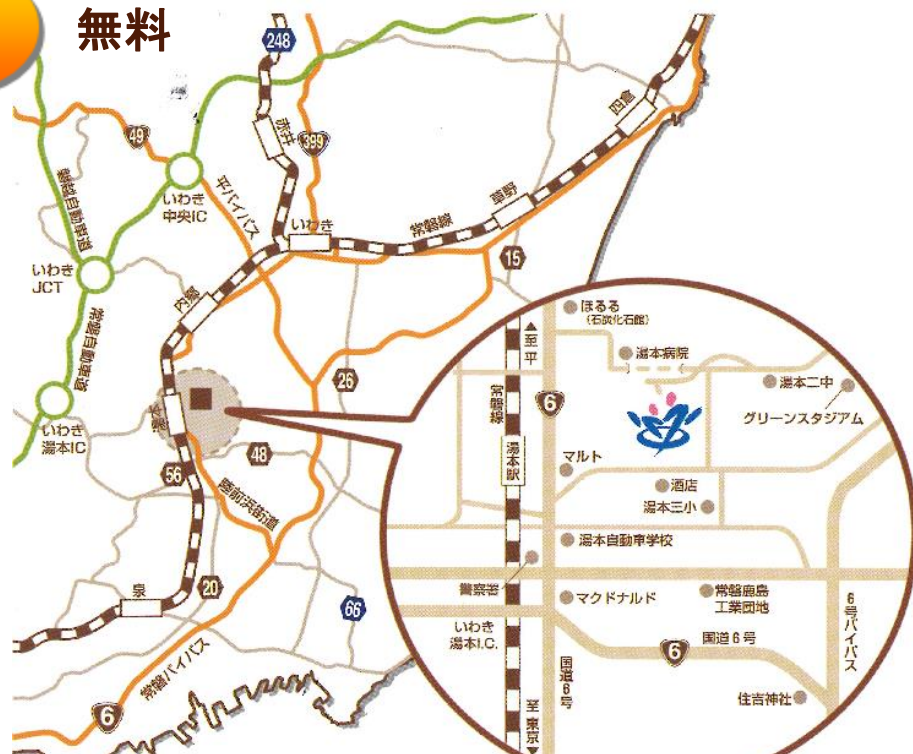 無料
248
49
赤井
399
四倉
草野
常磐線
いわき
平バイパス
いわき
中央IC
磐越自動車道
15
いわき
JCT
内郷
常磐自動車道
26
湯本
いわき
湯本IC
48
56
陸前浜街道
泉
20
66
常磐バイパス
6
ほるる
(石炭化石館)
▲至平
湯本病院
常磐線
6
湯本二中
グリーンスタジアム
湯本駅
マルト
酒店
湯本三小
湯本自動車学校
警察署
マクドナルド
常磐鹿島
工業団地
いわき
湯本I.C.
国道6号
6
6号バイパス
国道6号
住吉神社
至東京▼